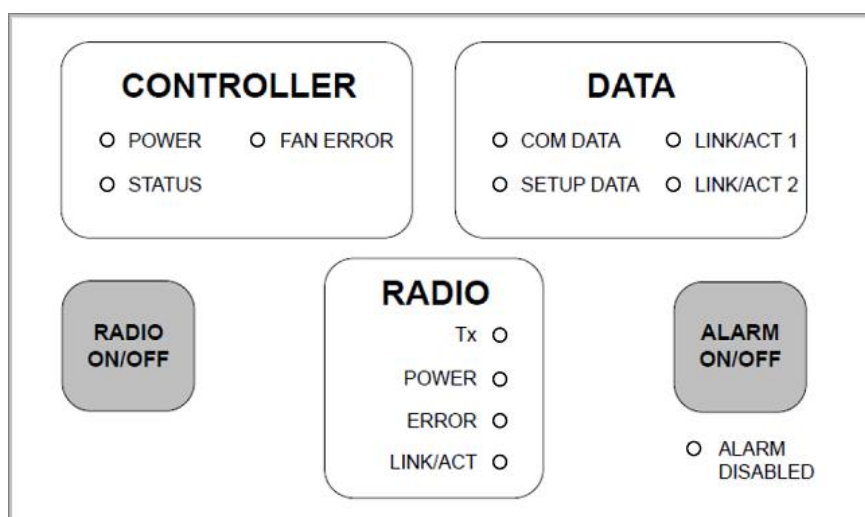 CONTROLLER
POWER
FAN ERROR
STATUS
DATA
COM DATA
LINK/ACT 1
SETUP DATA
LINK/ACT 2
RADIO
ON/OFF
RADIO
Tx
POWER
ERROR
LINK/ACT
ALARM
ON/OFF
ALARM
DISABLED